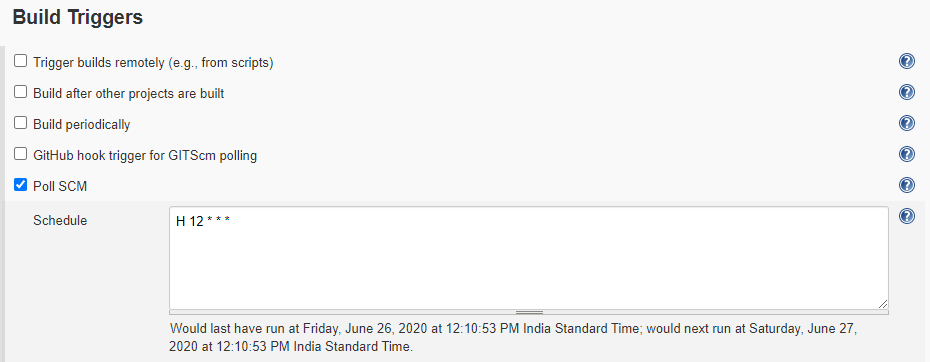 Build Triggers
Trigger builds remotely (e.g., from scripts)
Build after other projects are built
Build periodically
GitHub hook trigger for GITScm polling
Poll SCM
Schedule
H 12 * * *
Would last have run at Friday, June 26, 2020 at 12:10:53 PM India Standard Time; would next run at Saturday, June 27,
2020 at 12:10:53 PM India Standard Time.